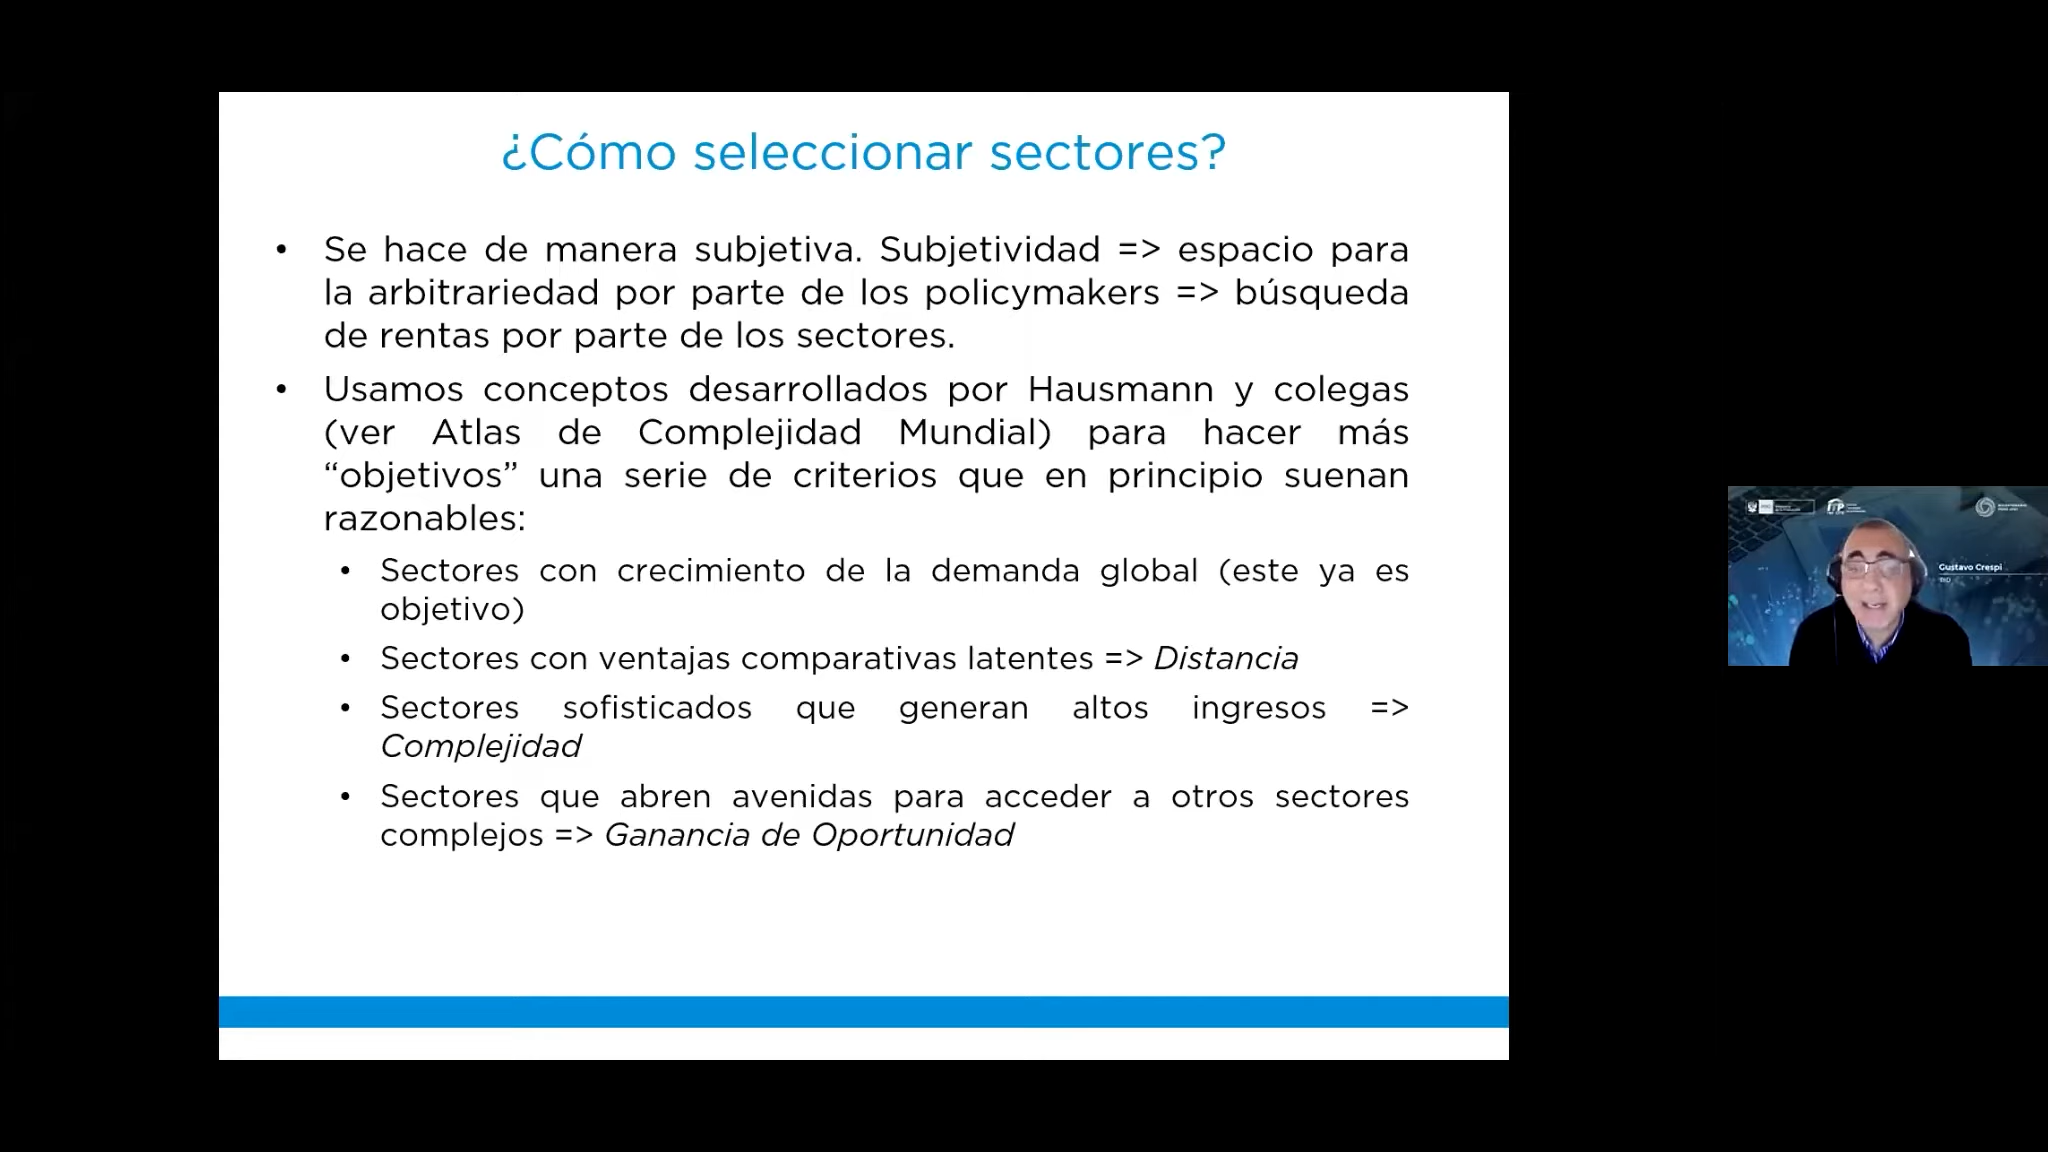 ¿Cómo seleccionar sectores?
• Se hace de manera subjetiva. Subjetividad => espacio para
la arbitrariedad por parte de los policymakers => búsqueda
de rentas por parte de los sectores.
• Usamos conceptos desarrollados por Hausmann y colegas
(ver Atlas de Complejidad Mundial) para hacer más
“objetivos” una serie de criterios que en principio suenan
razonables:
• Sectores con crecimiento de la demanda global (este ya es
objetivo)
• Sectores con ventajas comparativas latentes => Distancia
• Sectores sofisticados que generan altos ingresos =>
Complejidad
• Sectores que abren avenidas para acceder a otros sectores
complejos => Ganancia de Oportunidad
Gustavo Crespi
BID